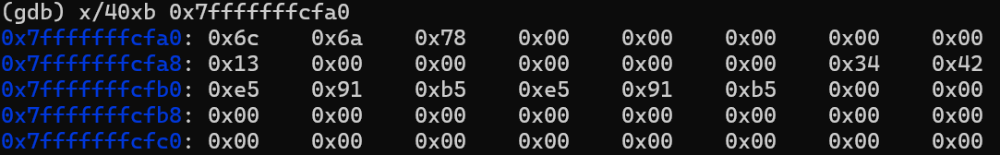 (gdb) x/40xb 0x7fffffffcfa0
0x7fffffffcfa0: 0x6c 0x6a 0x78 0x00 0x00 0x00 0x00 0x00
0x7fffffffcfa8: 0x13 0x00 0x00 0x00 0x00 0x00 0x34 0x42
0x7fffffffcfb0: 0xe5 0x91 0xb5 0xe5 0x91 0xb5 0x00 0x00
0x7fffffffcfb8: 0x00 0x00 0x00 0x00 0x00 0x00 0x00 0x00
0x7fffffffcfc0: 0x00 0x00 0x00 0x00 0x00 0x00 0x00 0x00